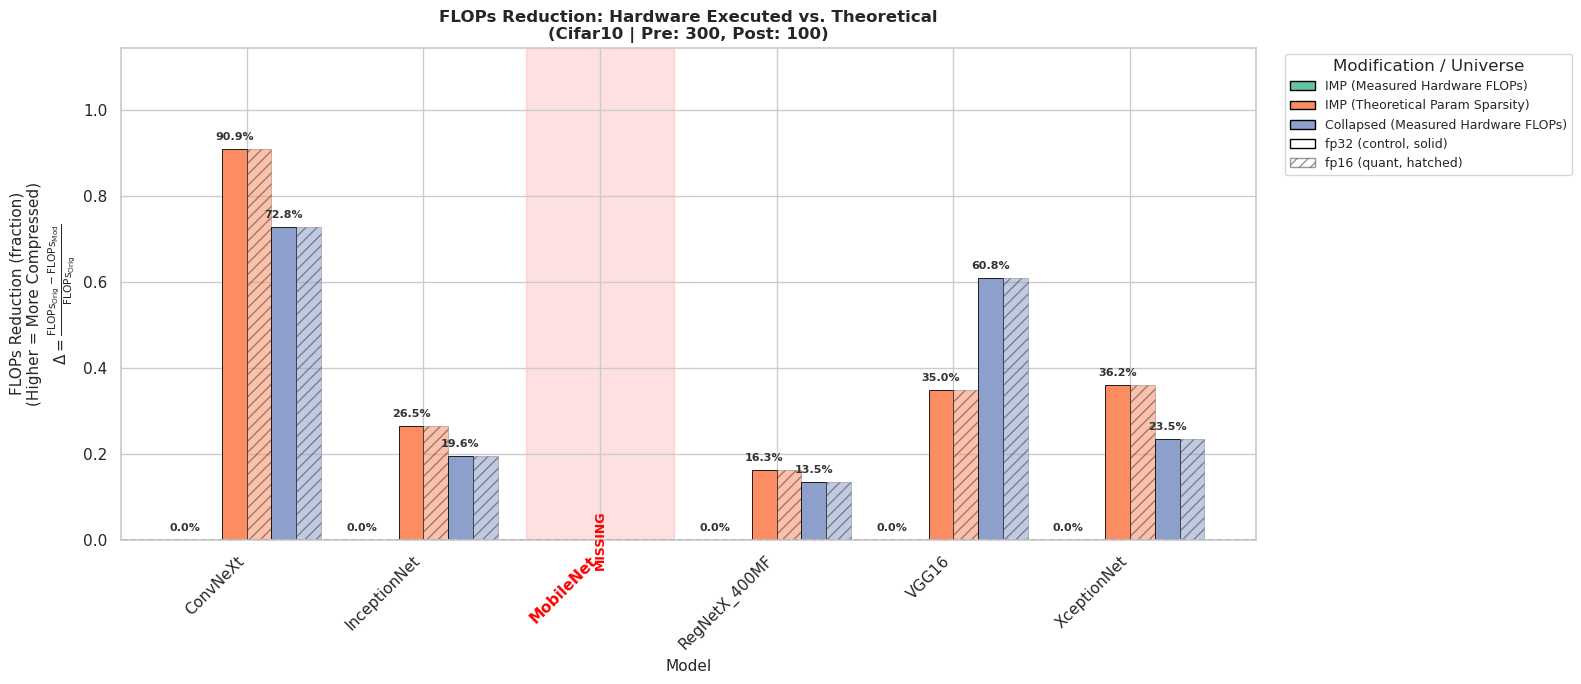 FLOPs Reduction: Hardware Executed vs. Theoretical
(Cifar10 | Pre: 300, Post: 100)
FLOPs Reduction (fraction)
(Higher = More Compressed)
Δ = (FLOPs_Orig − FLOPs_Mod) / FLOPs_Orig
1.0
0.8
0.6
0.4
0.2
0.0
0.0%
90.9%
72.8%
0.0%
26.5%
19.6%
MISSING
0.0%
16.3%
13.5%
0.0%
35.0%
60.8%
0.0%
36.2%
23.5%
ConvNeXt
InceptionNet
MobileNet
RegNetX_400MF
VGG16
XceptionNet
Model
Modification / Universe
IMP (Measured Hardware FLOPs)
IMP (Theoretical Param Sparsity)
Collapsed (Measured Hardware FLOPs)
fp32 (control, solid)
fp16 (quant, hatched)